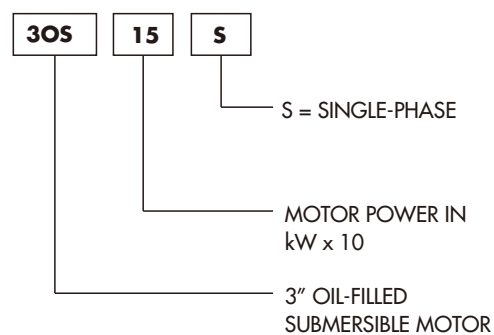 3OS 15 S
S = SINGLE-PHASE
MOTOR POWER IN
kW x 10
3" OIL-FILLED
SUBMERSIBLE MOTOR